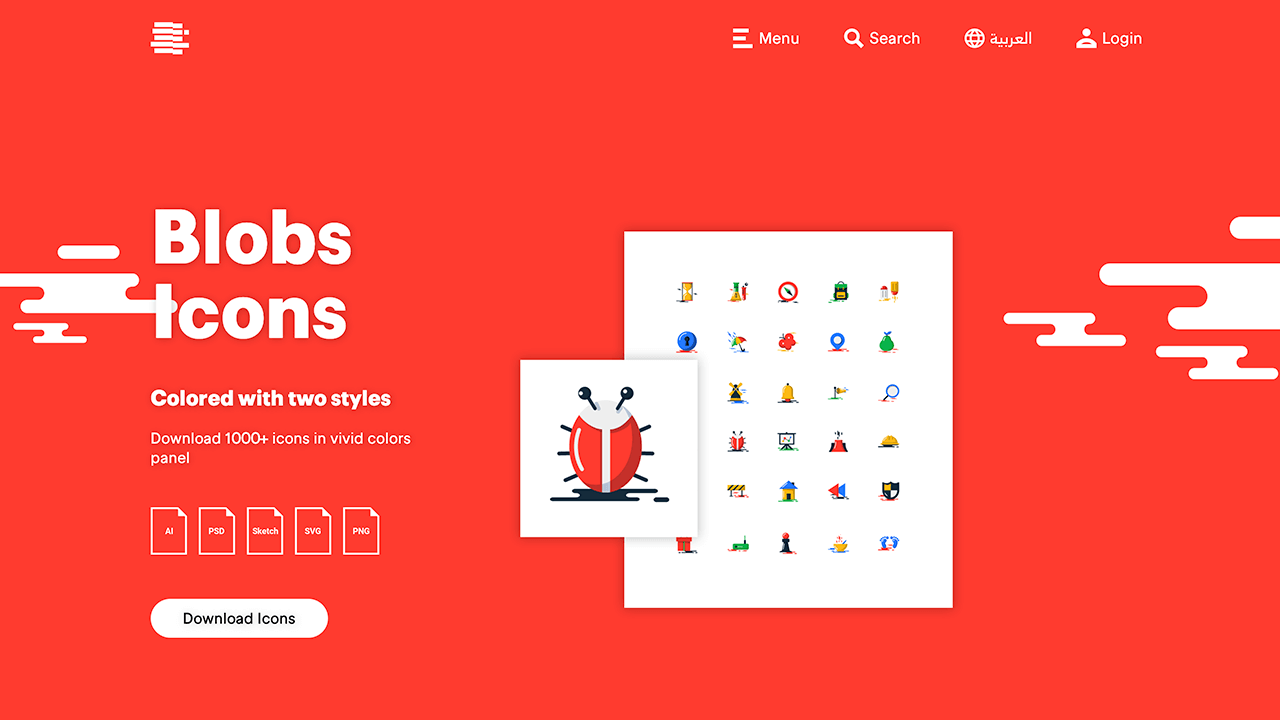 Menu
Search
العربية
Login
Blobs
Icons
Colored with two styles
Download 1000+ icons in vivid colors
panel
AI
PSD
Sketch
SVG
PNG
Download Icons